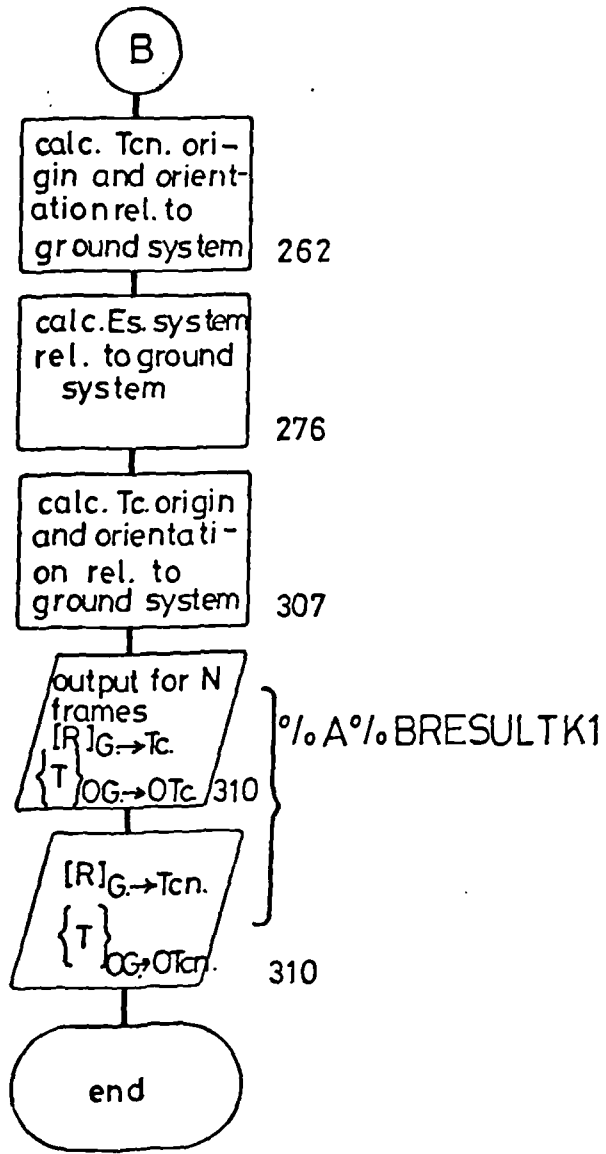 B
calc. Tcn. ori-
gin and orient-
ation rel. to
ground system
262
calc. Es. system
rel. to ground
system
276
calc. Tc. origin
and orientati-
on rel. to
ground system
307
output for N
frames
[R]G.→Tc.
{T}OG.→OTc. 310
%A%BRESULTK1
[R]G.→Tcn.
{T}OG.→OTcn.
310
end